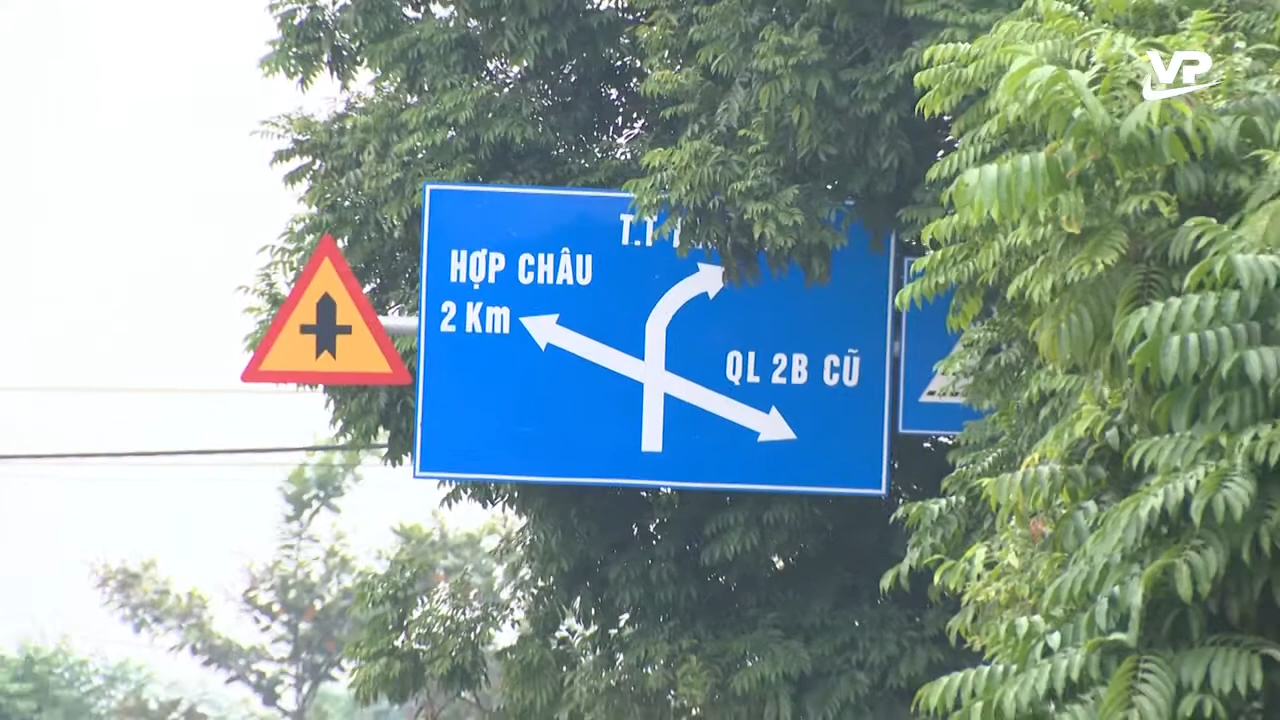 VP
T.T
HỢP CHÂU
2 Km
QL 2B CŨ